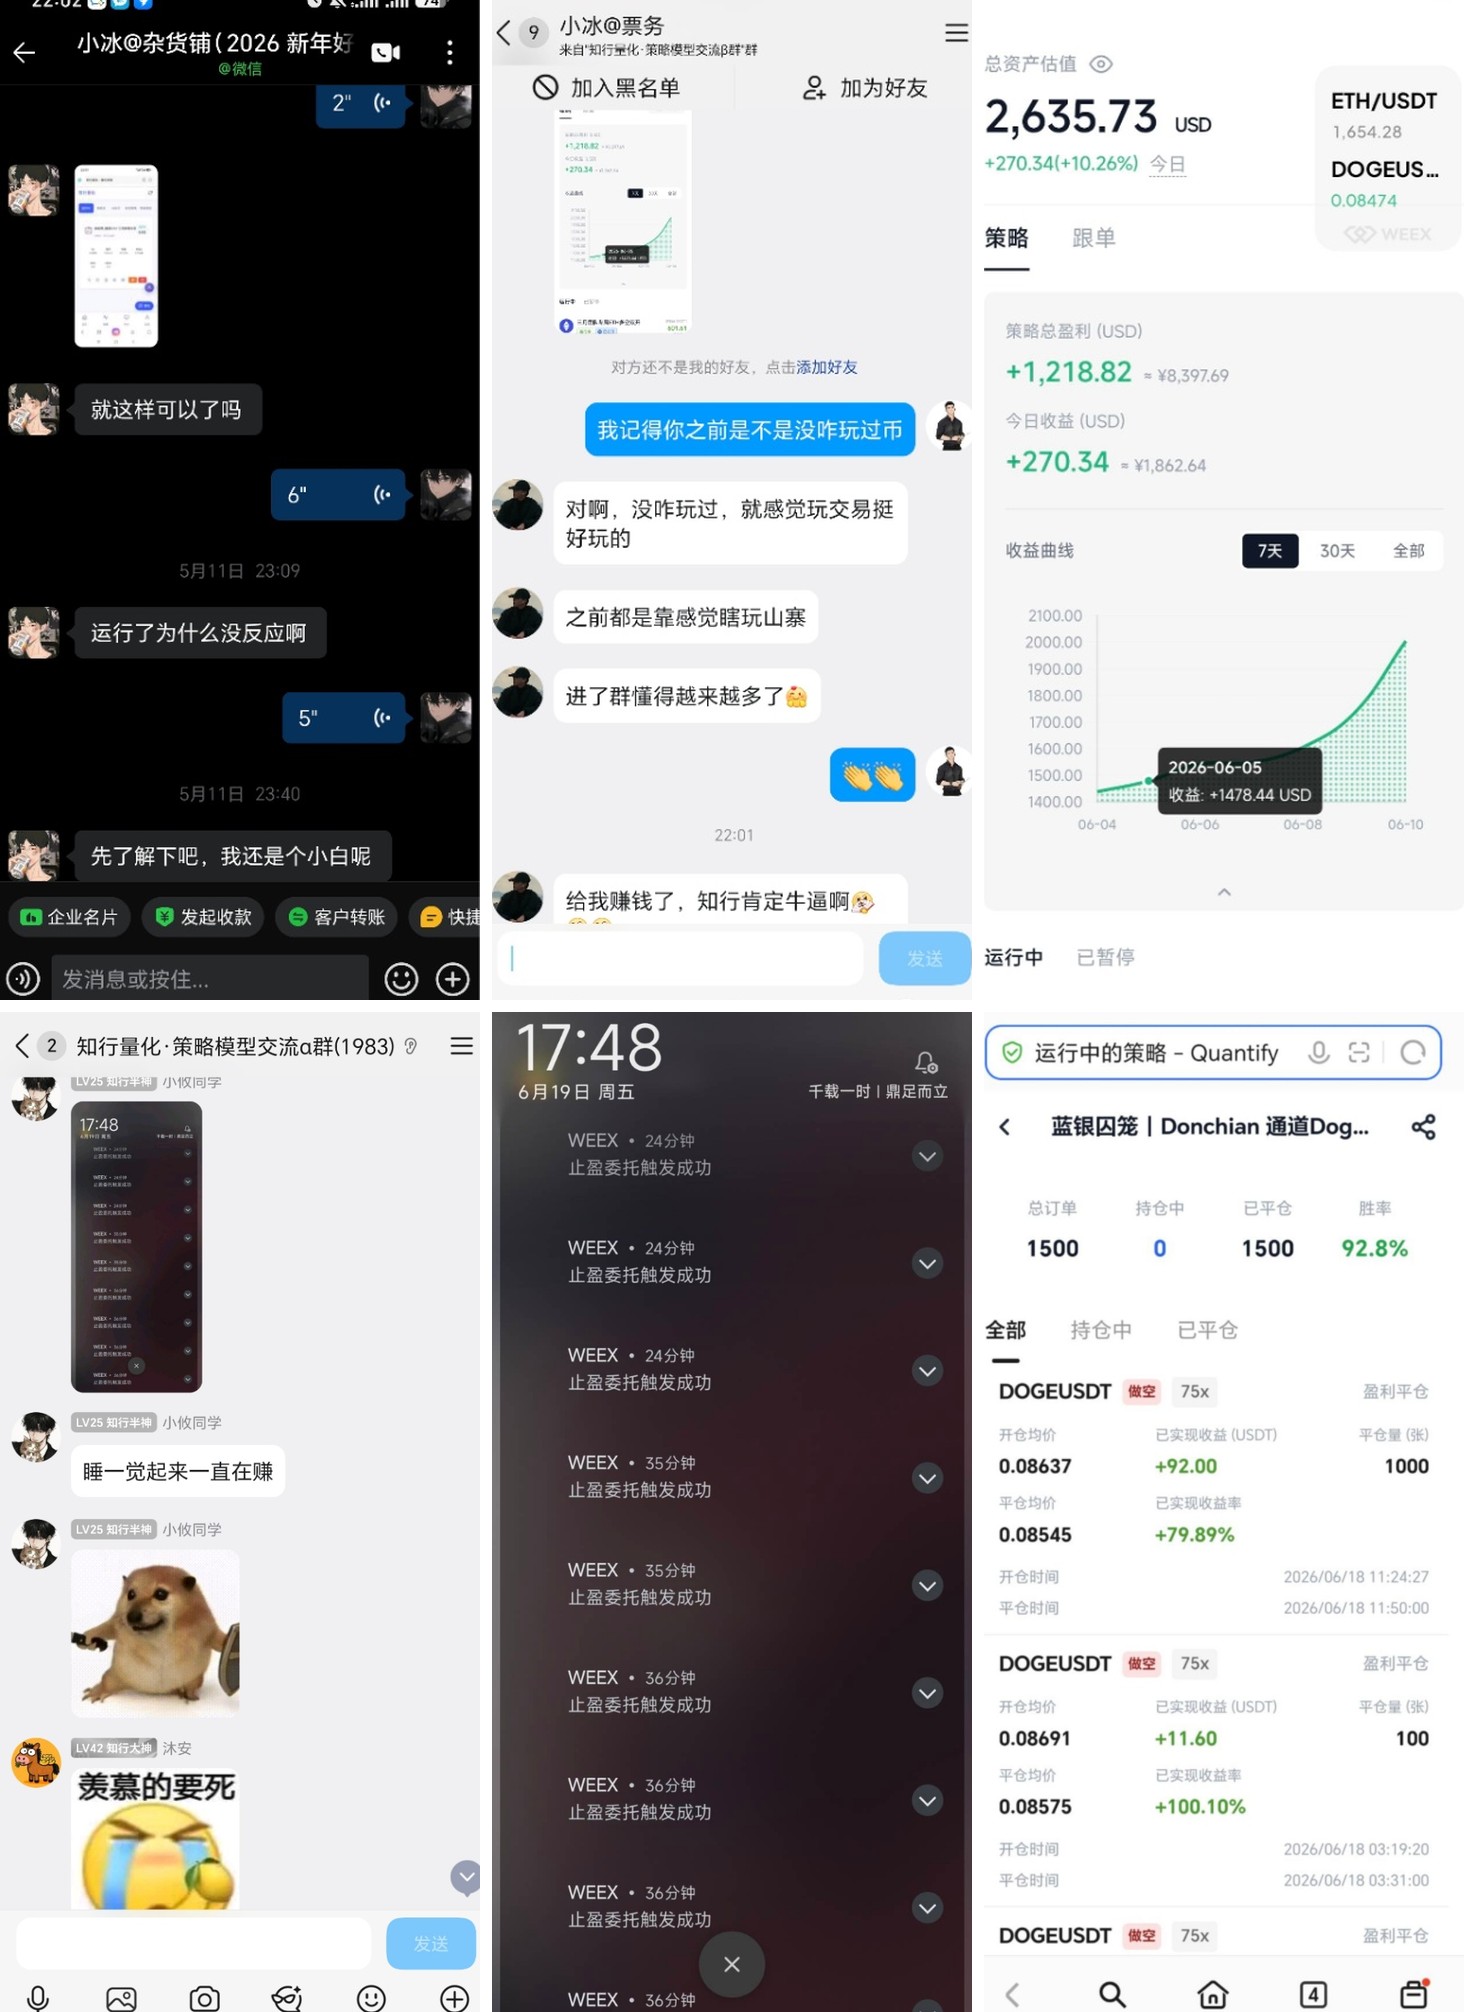 22:02
74
小冰@杂货铺(2026 新年好
@微信
2"
就这样可以了吗
6"
5月11日 23:09
运行了为什么没反应啊
5"
5月11日 23:40
先了解下吧，我还是个小白呢
企业名片
发起收款
客户转账
快捷
发消息或按住...
9
小冰@票务
来自"知行量化·策略模型交流β群"群
加入黑名单
加为好友
+1,218.82
+270.34
对方还不是我的好友，点击添加好友
我记得你之前是不是没咋玩过币
对啊，没咋玩过，就感觉玩交易挺
好玩的
之前都是靠感觉瞎玩山寨
进了群懂得越来越多了
22:01
给我赚钱了，知行肯定牛逼啊
发送
总资产估值
2,635.73 USD
+270.34(+10.26%) 今日
ETH/USDT
1,654.28
DOGEUS...
0.08474
WEEX
策略 跟单
策略总盈利 (USD)
+1,218.82 ≈ ¥8,397.69
今日收益 (USD)
+270.34 ≈ ¥1,862.64
收益曲线
7天 30天 全部
2100.00
2000.00
1900.00
1800.00
1700.00
1600.00
1500.00
1400.00
2026-06-05
收益: +1478.44 USD
06-04 06-06 06-08 06-10
运行中 已暂停
2
知行量化·策略模型交流α群(1983)
LV25 知行半神 小攸同学
17:48
LV25 知行半神 小攸同学
睡一觉起来一直在赚
LV25 知行半神 小攸同学
LV42 知行大神 沐安
羡慕的要死
发送
17:48
6月19日 周五
千载一时 | 鼎足而立
WEEX • 24分钟
止盈委托触发成功
WEEX • 24分钟
止盈委托触发成功
WEEX • 24分钟
止盈委托触发成功
WEEX • 35分钟
止盈委托触发成功
WEEX • 35分钟
止盈委托触发成功
WEEX • 36分钟
止盈委托触发成功
WEEX • 36分钟
止盈委托触发成功
WEEX • 36分钟
止盈委托触发成功
WEEX • 36分钟
运行中的策略 - Quantify
蓝银囚笼 | Donchian 通道Dog...
总订单 持仓中 已平仓 胜率
1500 0 1500 92.8%
全部 持仓中 已平仓
DOGEUSDT 做空 75x 盈利平仓
开仓均价 已实现收益 (USDT) 平仓量 (张)
0.08637 +92.00 1000
平仓均价 已实现收益率
0.08545 +79.89%
开仓时间 2026/06/18 11:24:27
平仓时间 2026/06/18 11:50:00
DOGEUSDT 做空 75x 盈利平仓
开仓均价 已实现收益 (USDT) 平仓量 (张)
0.08691 +11.60 100
平仓均价 已实现收益率
0.08575 +100.10%
开仓时间 2026/06/18 03:19:20
平仓时间 2026/06/18 03:31:00
DOGEUSDT 做空 75x 盈利平仓
4